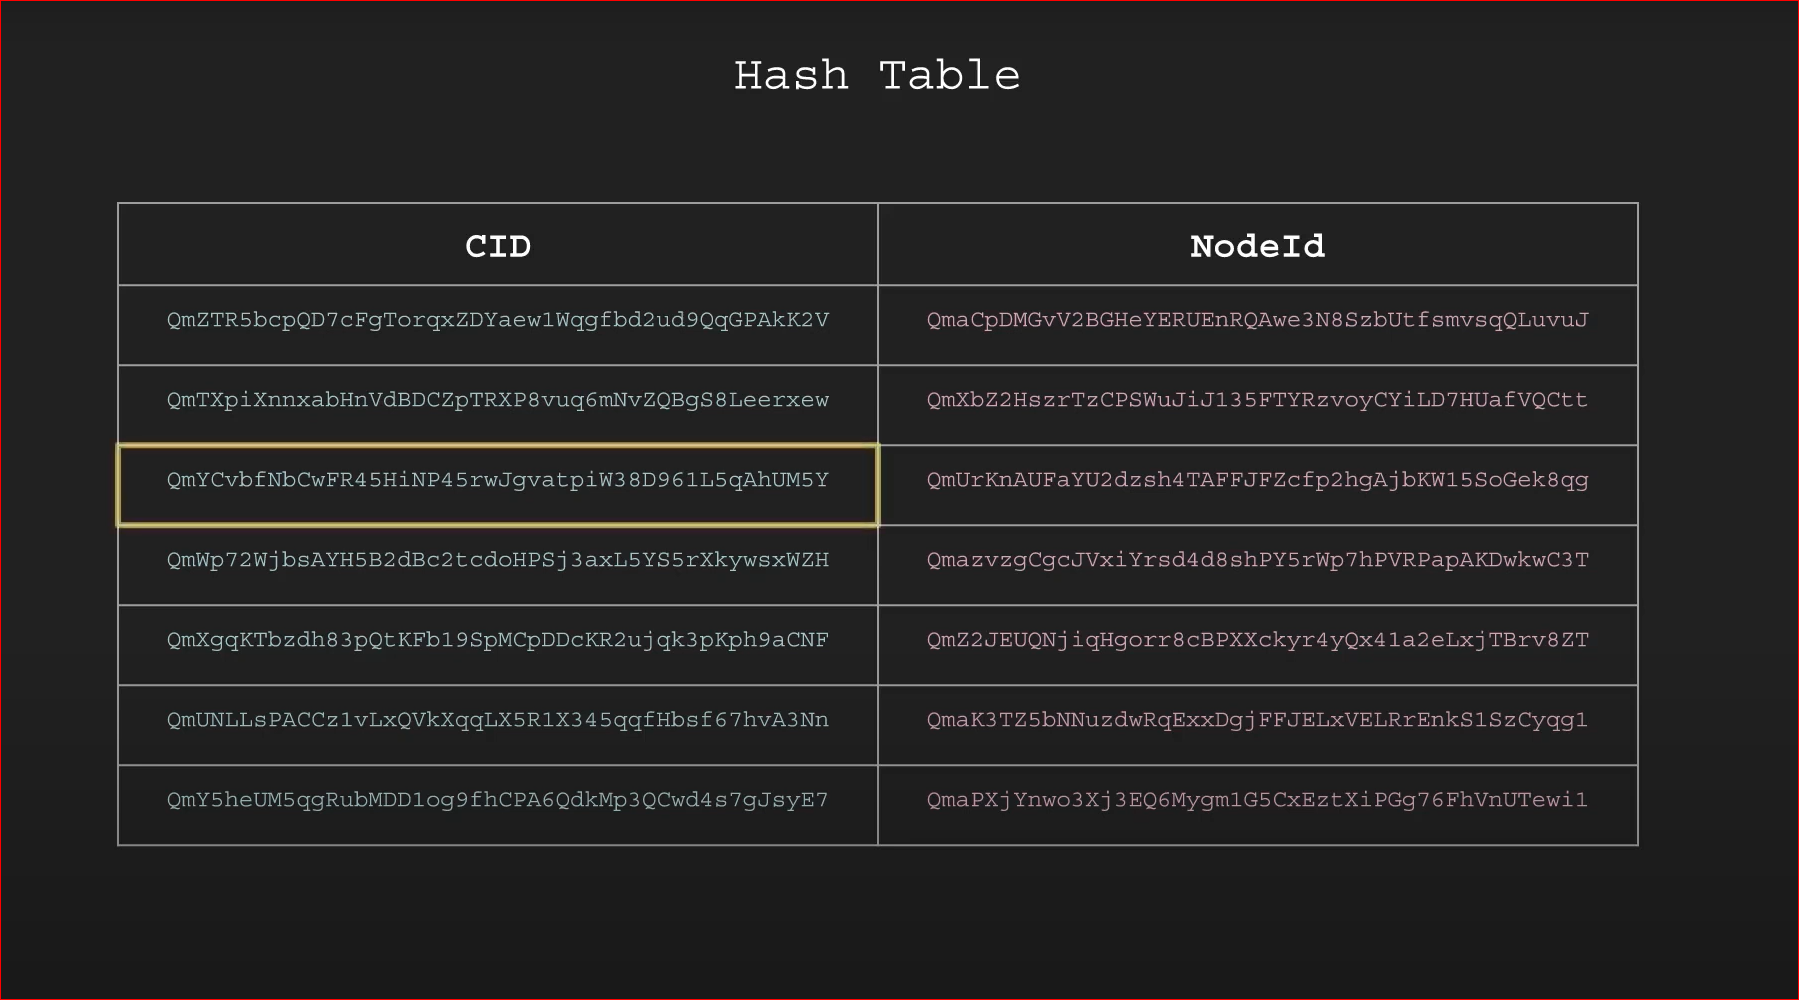 Hash Table
CID NodeId
QmZTR5bcpQD7cFgTorqxZDYaew1Wqgfbd2ud9QqGPAkK2V QmaCpDMGvV2BGHeYERUEnRQAwe3N8SzbUtfsmvsqQLuvuJ
QmTXpiXnnxabHnVdBDCZpTRXP8vuq6mNvZQBgS8Leerxew QmXbZ2HszrTzCPSWuJiJ135FTYRzvoyCYiLD7HUafVQCtt
QmYCvbfNbCwFR45HiNP45rwJgvatpiW38D961L5qAhUM5Y QmUrKnAUFaYU2dzsh4TAFFJFZcfp2hgAjbKW15SoGek8qg
QmWp72WjbsAYH5B2dBc2tcdoHPSj3axL5YS5rXkywsxWZH QmazvzgCgcJVxiYrsd4d8shPY5rWp7hPVRPapAKDwkwC3T
QmXgqKTbzdh83pQtKFb19SpMCpDDcKR2ujqk3pKph9aCNF QmZ2JEUQNjiqHgorr8cBPXXckyr4yQx41a2eLxjTBrv8ZT
QmUNLLsPACCz1vLxQVkXqqLX5R1X345qqfHbsf67hvA3Nn QmaK3TZ5bNNuzdwRqExxDgjFFJELxVELRrEnkS1SzCyqg1
QmY5heUM5qgRubMDD1og9fhCPA6QdkMp3QCwd4s7gJsyE7 QmaPXjYnwo3Xj3EQ6Mygm1G5CxEztXiPGg76FhVnUTewi1